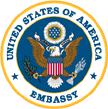 UNITED STATES OF AMERICA
EMBASSY